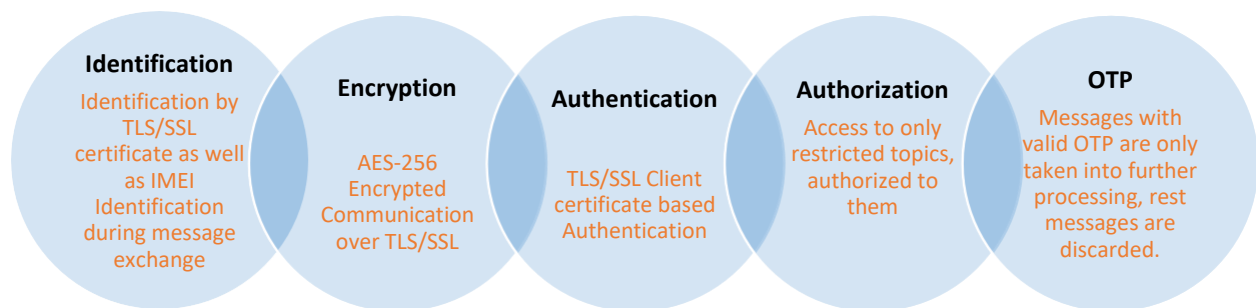 Identification
Identification by
TLS/SSL
certificate as well
as IMEI
Identification
during message
exchange
Encryption
AES-256
Encrypted
Communication
over TLS/SSL
Authentication
TLS/SSL Client
certificate based
Authentication
Authorization
Access to only
restricted topics,
authorized to
them
OTP
Messages with
valid OTP are only
taken into further
processing, rest
messages are
discarded.